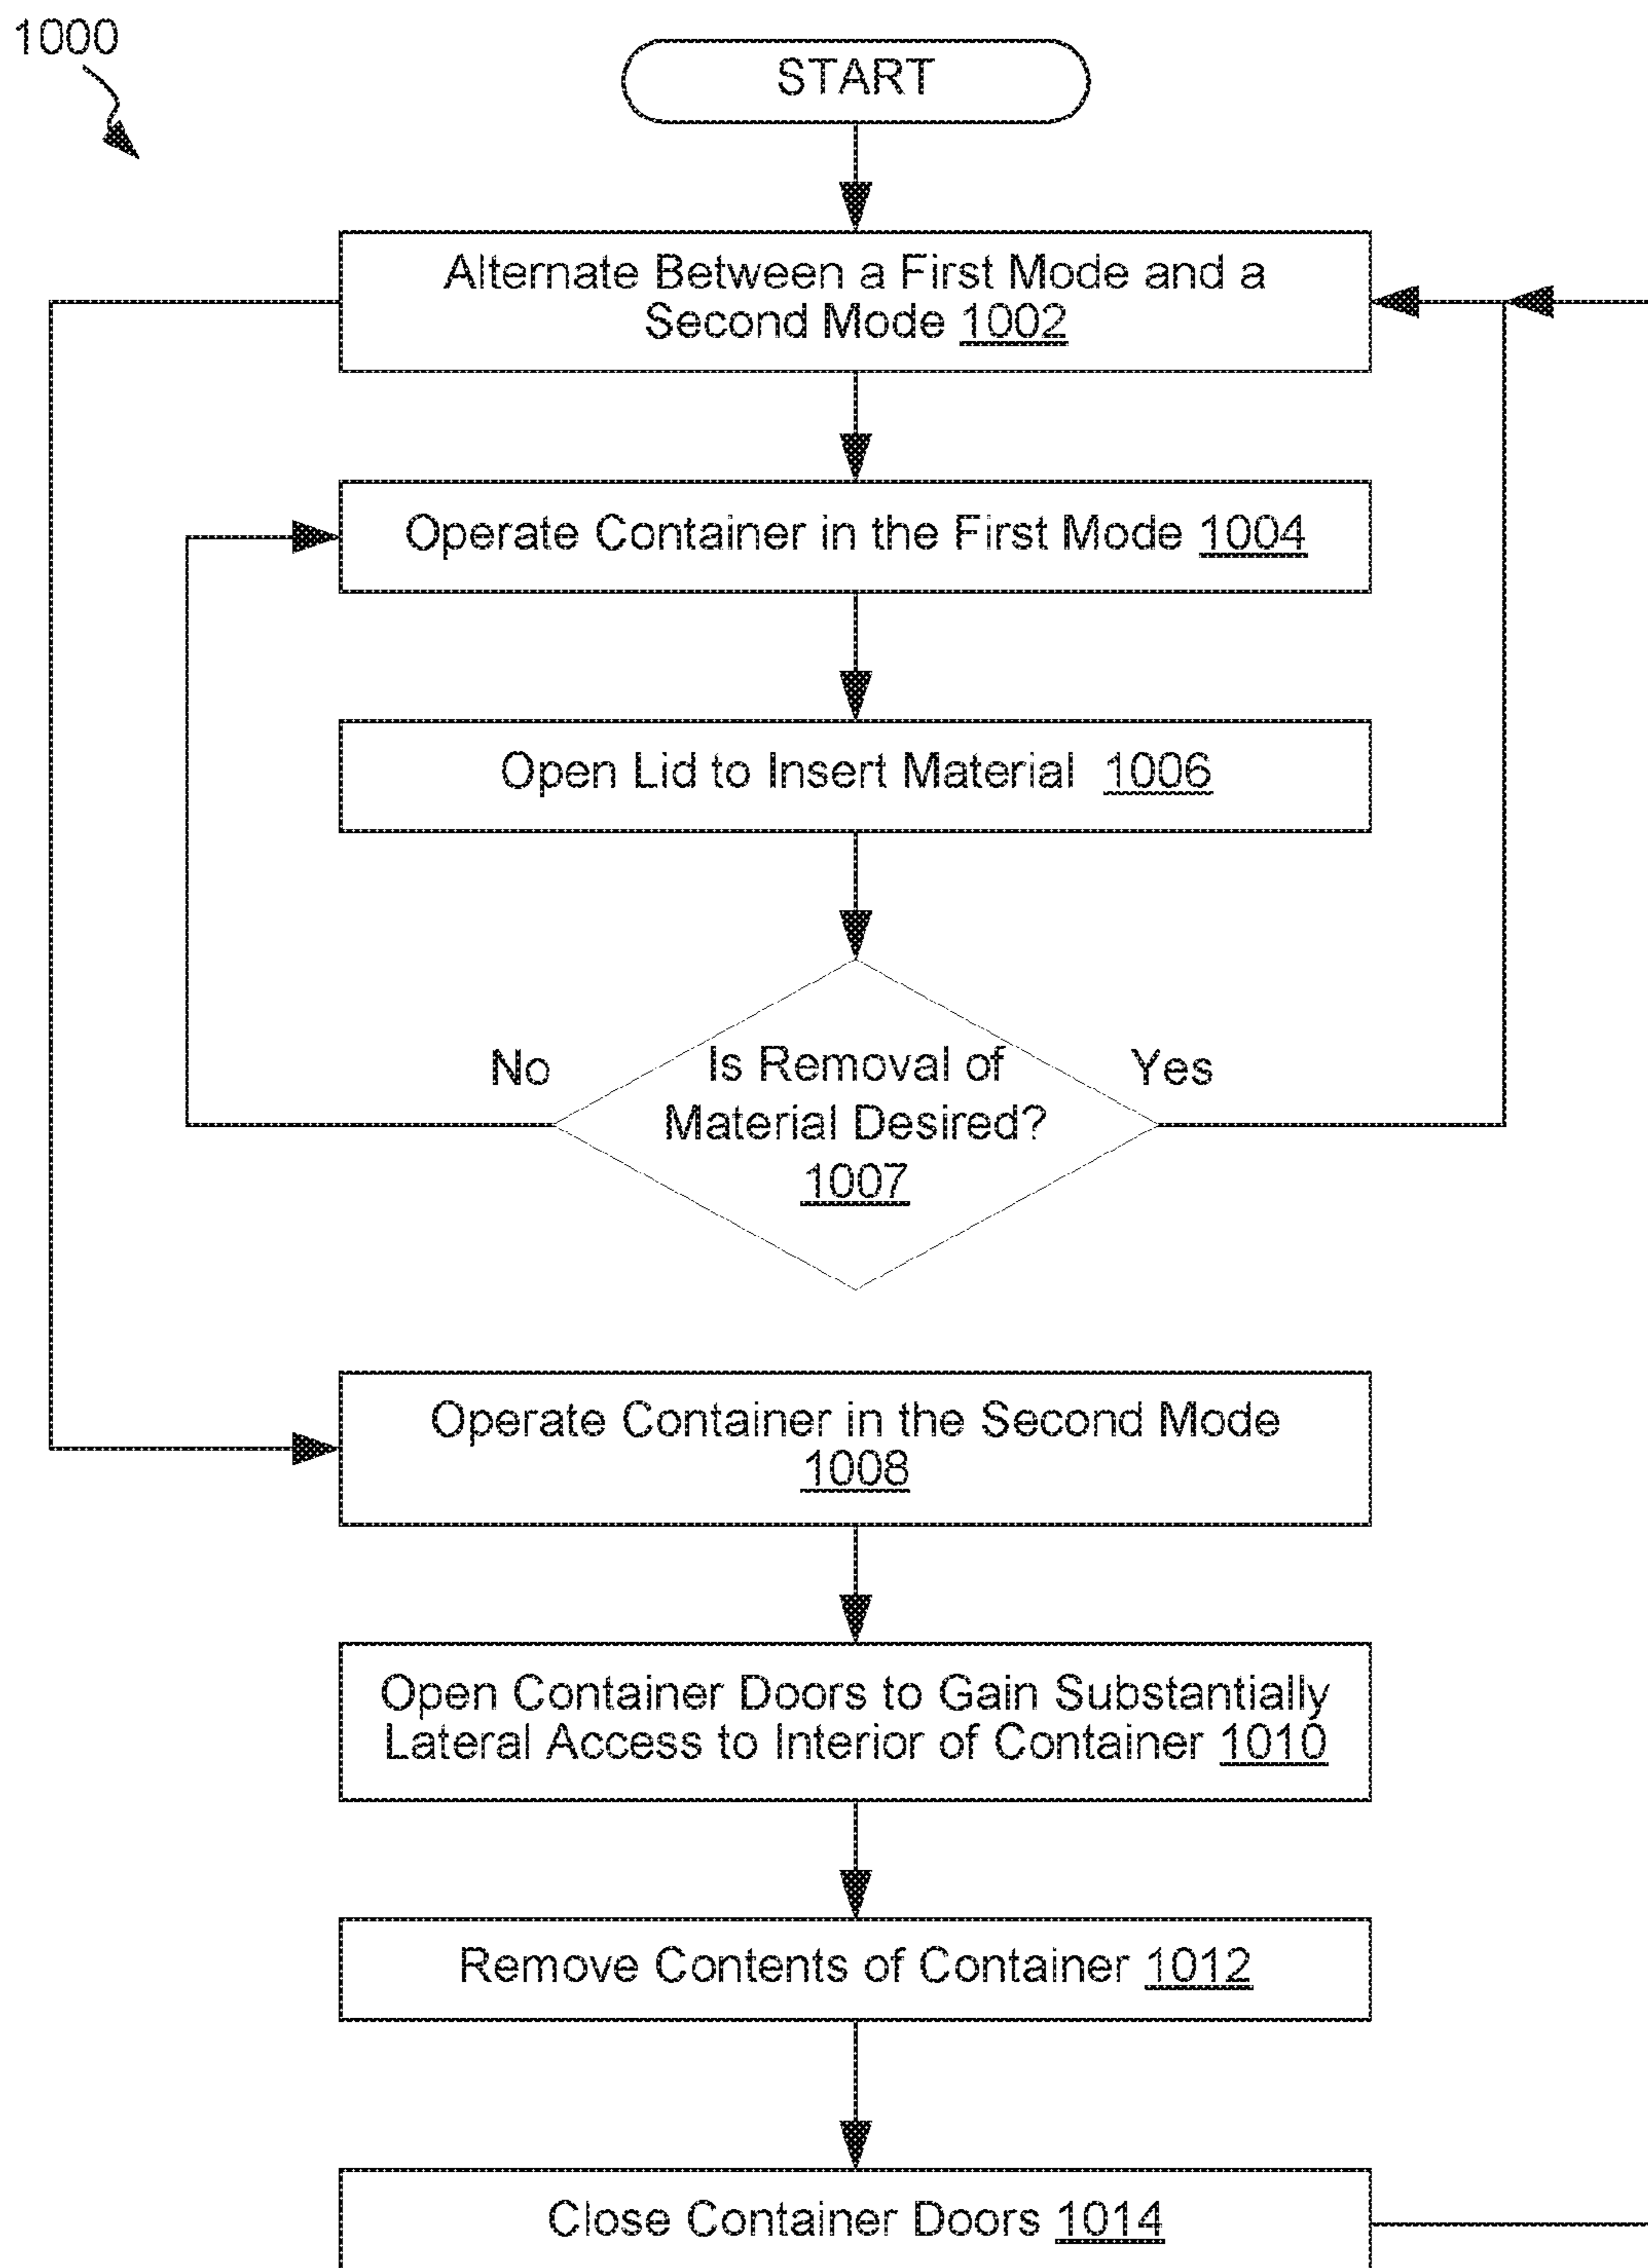 1000
START
Alternate Between a First Mode and a
Second Mode 1002
Operate Container in the First Mode 1004
Open Lid to Insert Material 1006
No
Is Removal of
Material Desired?
1007
Yes
Operate Container in the Second Mode
1008
Open Container Doors to Gain Substantially
Lateral Access to Interior of Container 1010
Remove Contents of Container 1012
Close Container Doors 1014